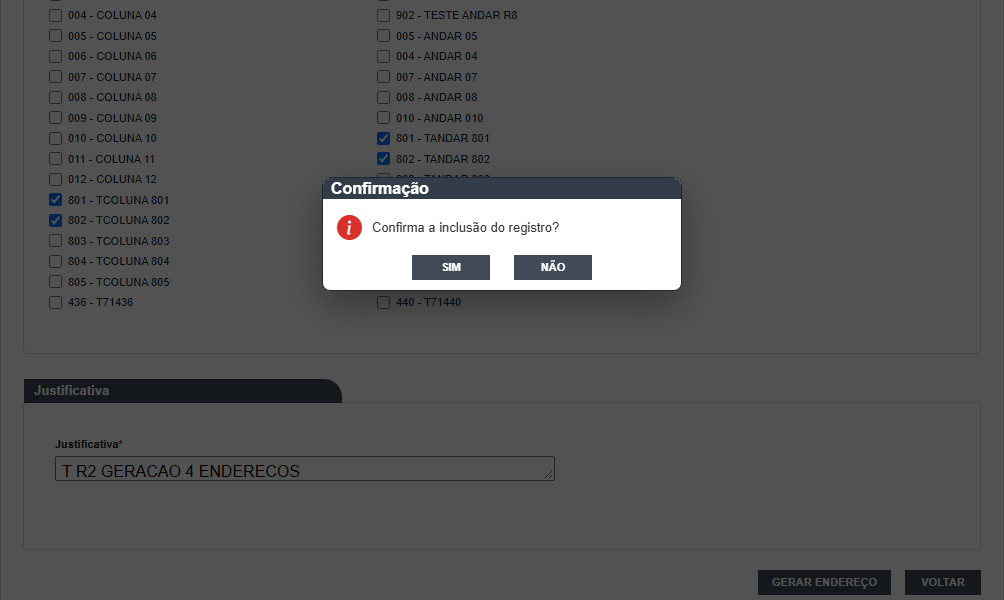 004 - COLUNA 04
005 - COLUNA 05
006 - COLUNA 06
007 - COLUNA 07
008 - COLUNA 08
009 - COLUNA 09
010 - COLUNA 10
011 - COLUNA 11
012 - COLUNA 12
801 - TCOLUNA 801
802 - TCOLUNA 802
803 - TCOLUNA 803
804 - TCOLUNA 804
805 - TCOLUNA 805
436 - T71436
902 - TESTE ANDAR R8
005 - ANDAR 05
004 - ANDAR 04
007 - ANDAR 07
008 - ANDAR 08
010 - ANDAR 010
801 - TANDAR 801
802 - TANDAR 802
440 - T71440
Confirmação
Confirma a inclusão do registro?
SIM
NÃO
Justificativa
Justificativa*
T R2 GERACAO 4 ENDERECOS
GERAR ENDEREÇO
VOLTAR